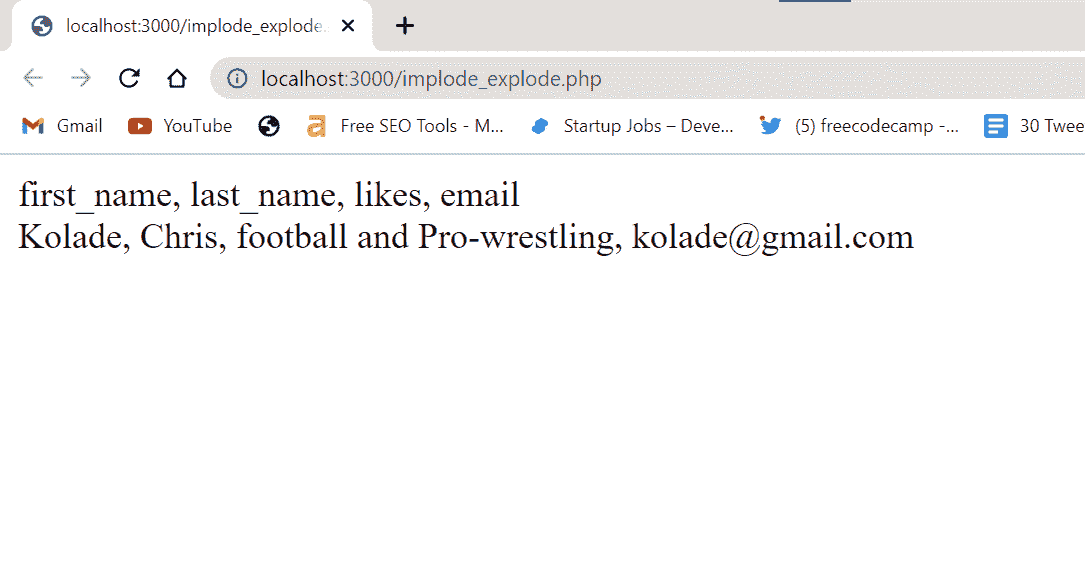 localhost:3000/implode_explode.
localhost:3000/implode_explode.php
Gmail YouTube Free SEO Tools - M... Startup Jobs – Deve... (5) freecodecamp -... 30 Twee
first_name, last_name, likes, email
Kolade, Chris, football and Pro-wrestling, kolade@gmail.com